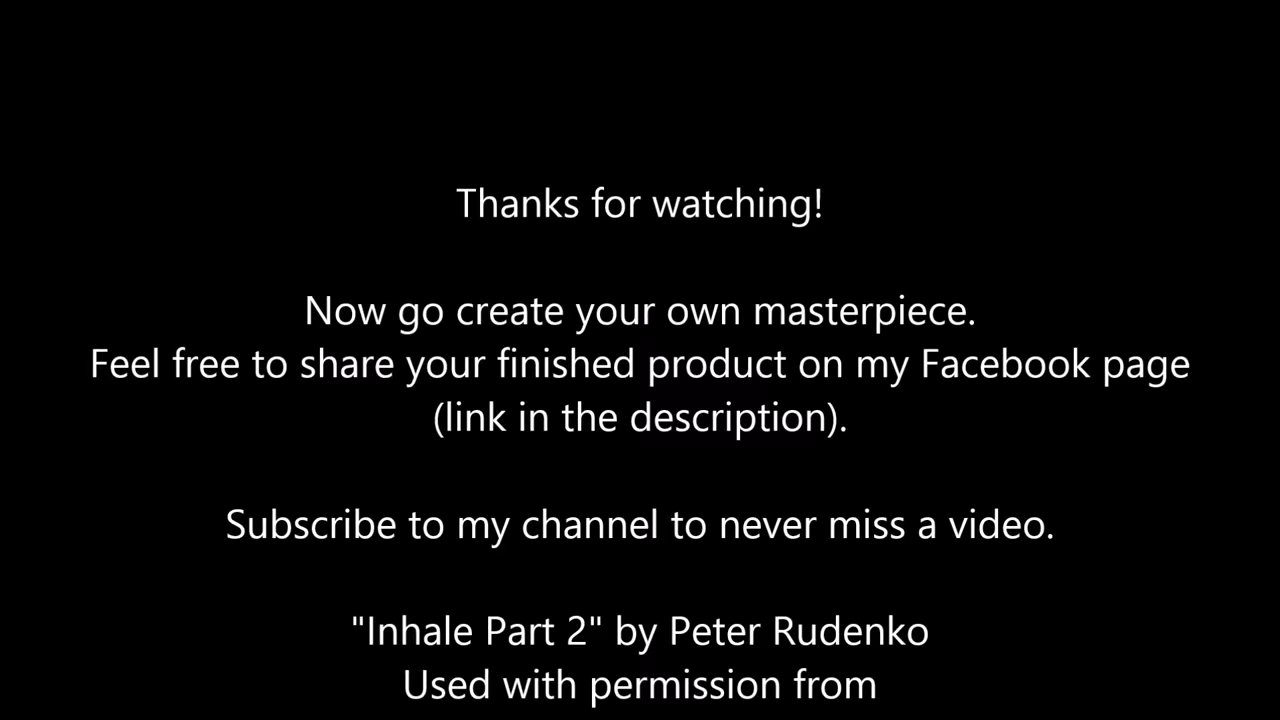 Thanks for watching!
Now go create your own masterpiece.
Feel free to share your finished product on my Facebook page
(link in the description).
Subscribe to my channel to never miss a video.
"Inhale Part 2" by Peter Rudenko
Used with permission from